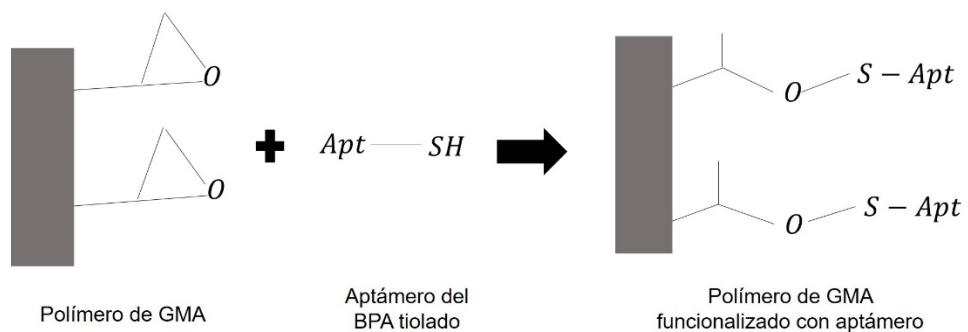 O
O
Apt — SH
O
S − Apt
O
S − Apt
Polímero de GMA
Aptámero del
BPA tiolado
Polímero de GMA
funcionalizado con aptámero